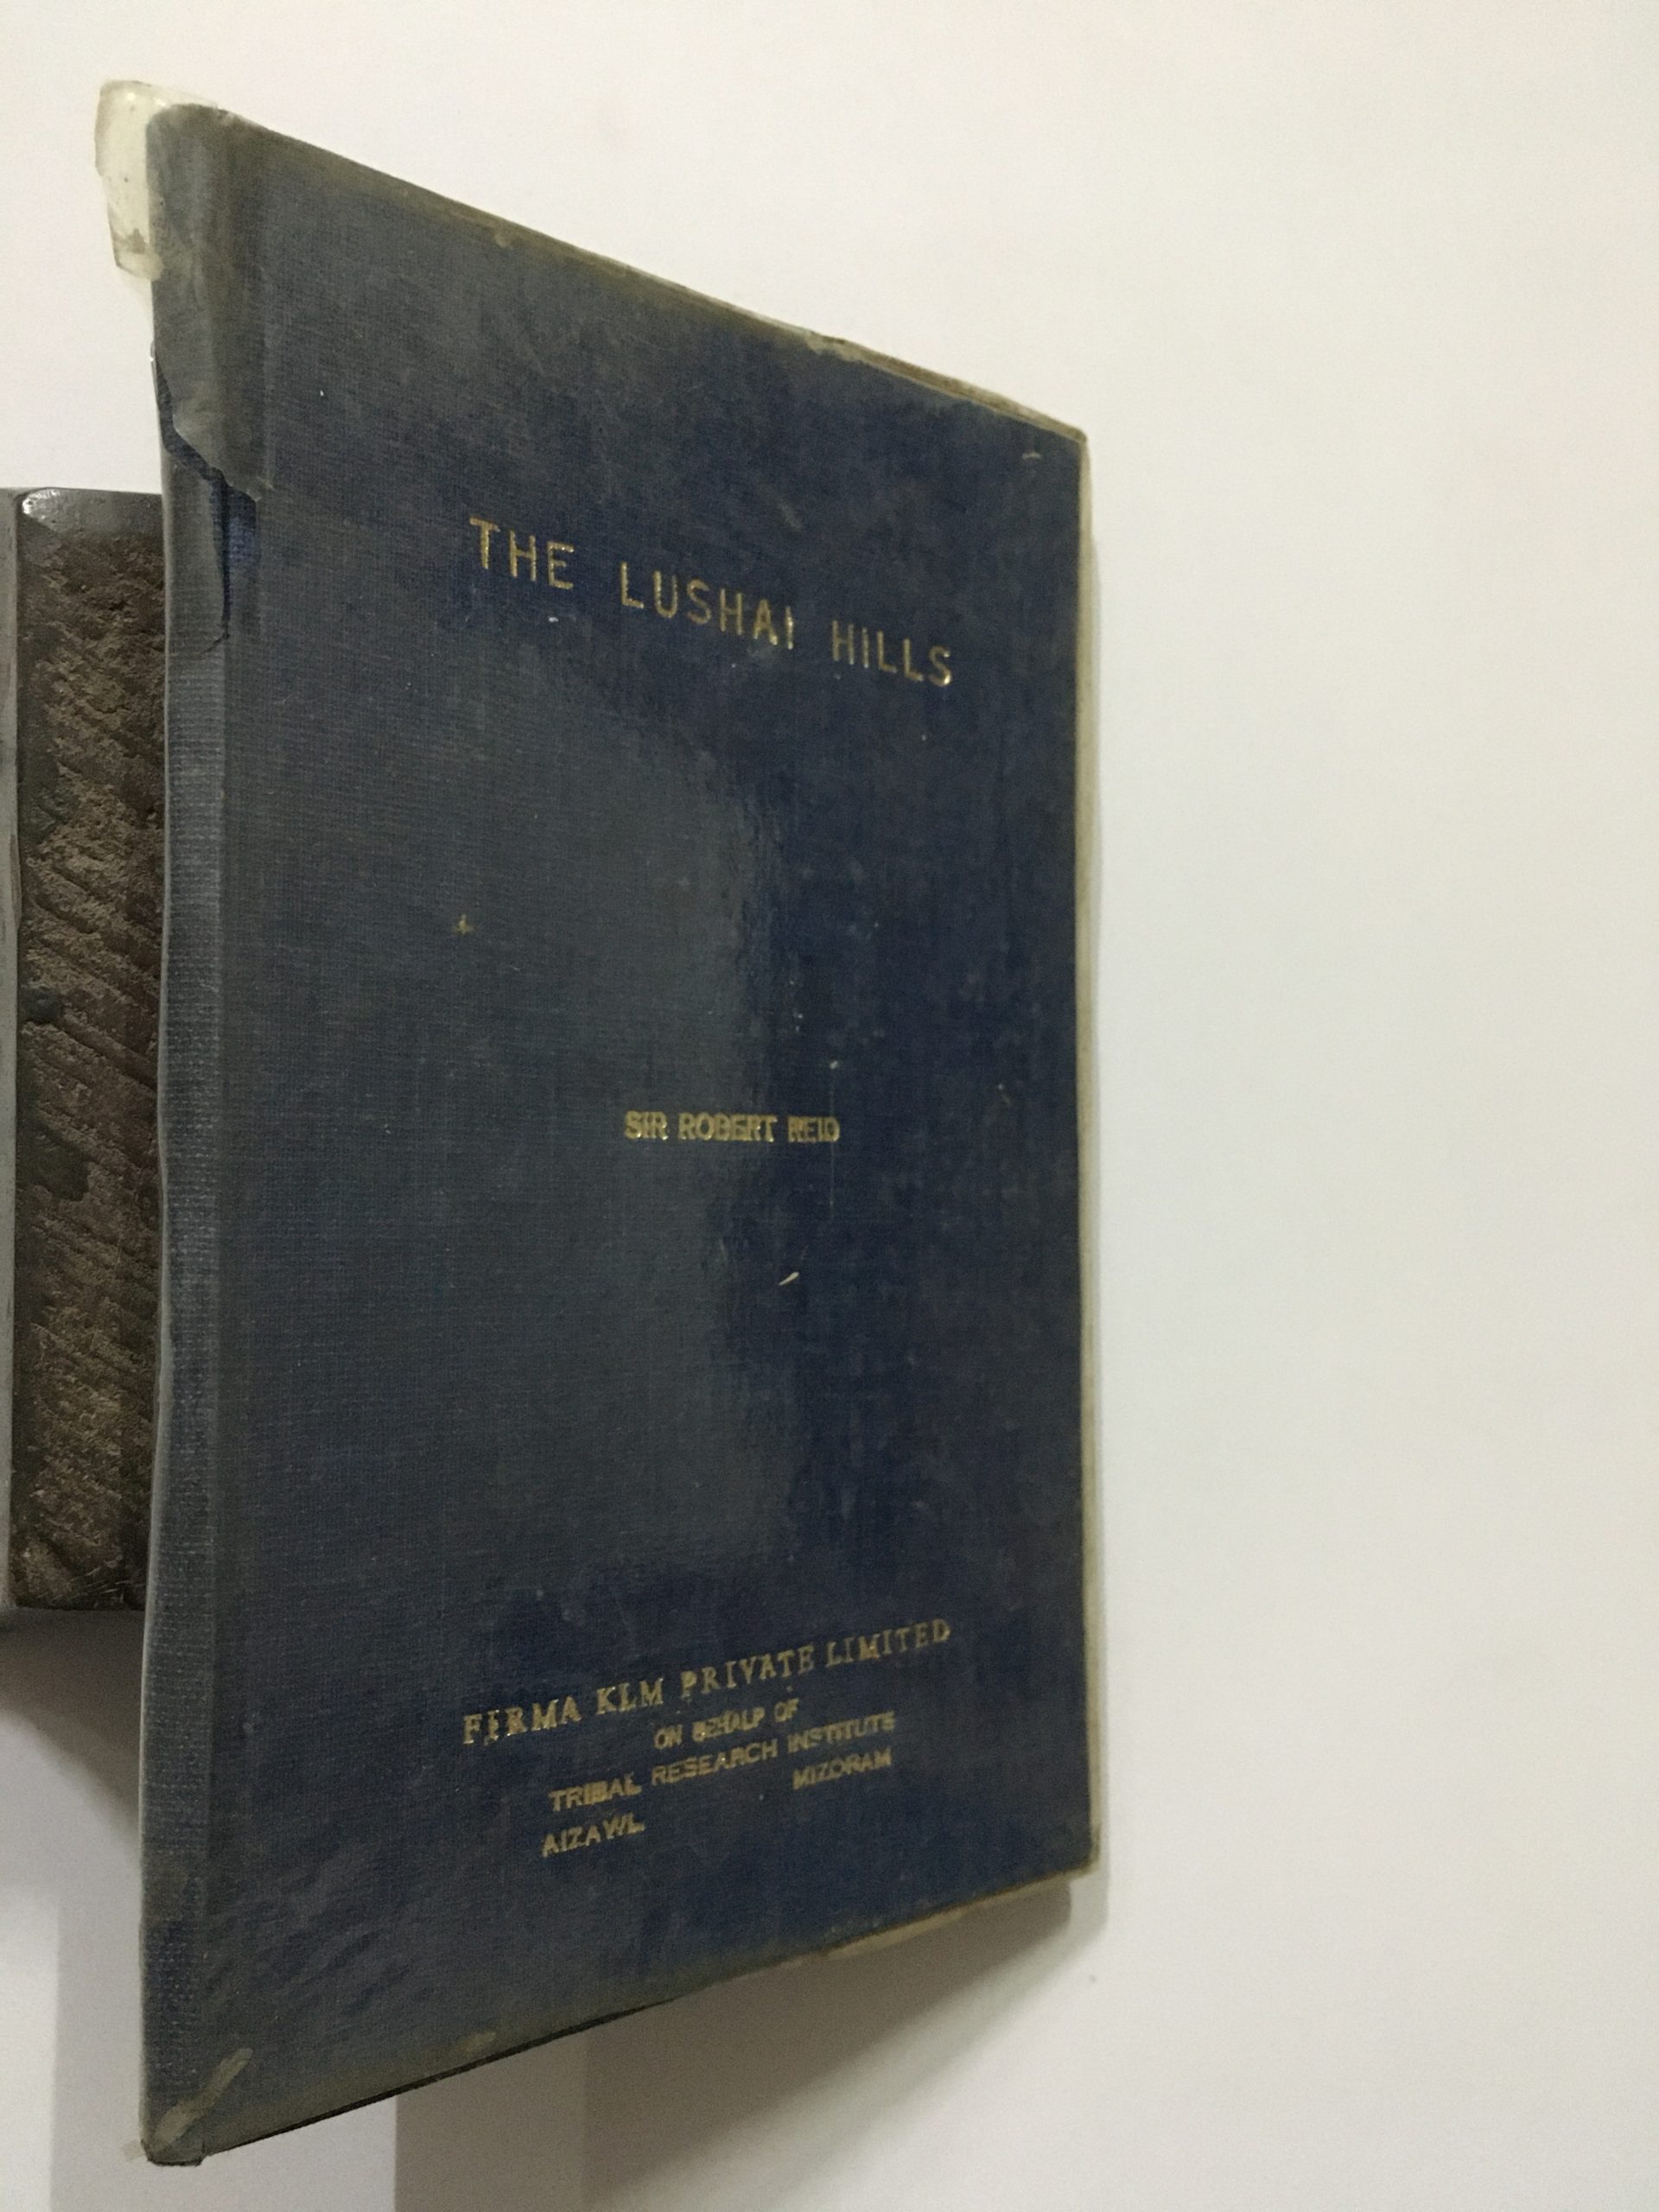 THE LUSHAI HILLS
SIR ROBERT REID
FIRMA KLM PRIVATE LIMITED
ON BEHALF OF
TRIBAL RESEARCH INSTITUTE
AIZAWL MIZORAM